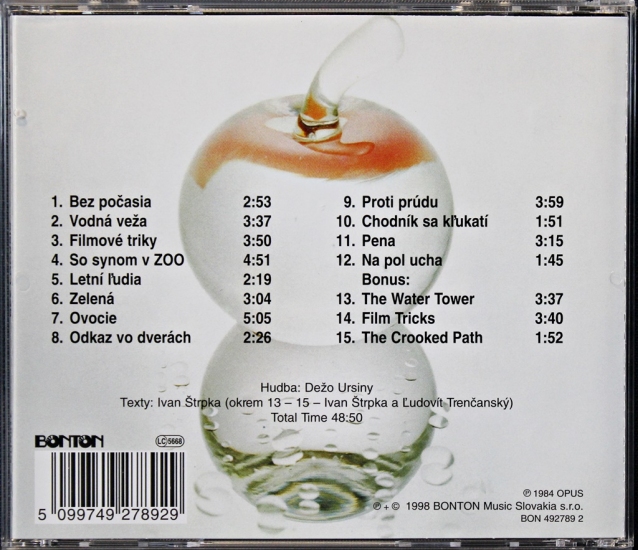 1. Bez počasia 2:53
2. Vodná veža 3:37
3. Filmové triky 3:50
4. So synom v ZOO 4:51
5. Letní ľudia 2:19
6. Zelená 3:04
7. Ovocie 5:05
8. Odkaz vo dverách 2:26
9. Proti prúdu 3:59
10. Chodník sa kľukatí 1:51
11. Pena 3:15
12. Na pol ucha 1:45
Bonus:
13. The Water Tower 3:37
14. Film Tricks 3:40
15. The Crooked Path 1:52
Hudba: Dežo Ursiny
Texty: Ivan Štrpka (okrem 13 – 15 – Ivan Štrpka a Ľudovít Trenčanský)
Total Time 48:50
BONTON
LC 5668
5 099749 278929
℗ 1984 OPUS
℗ + © 1998 BONTON Music Slovakia s.r.o.
BON 492789 2